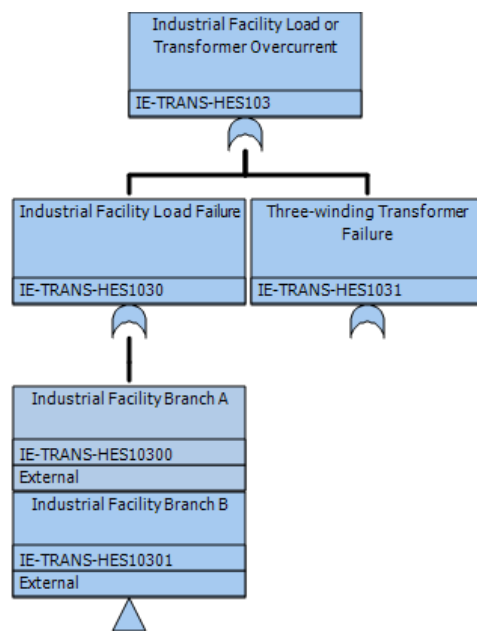 Industrial Facility Load or
Transformer Overcurrent
IE-TRANS-HES103
Industrial Facility Load Failure
IE-TRANS-HES1030
Three-winding Transformer
Failure
IE-TRANS-HES1031
Industrial Facility Branch A
IE-TRANS-HES10300
External
Industrial Facility Branch B
IE-TRANS-HES10301
External